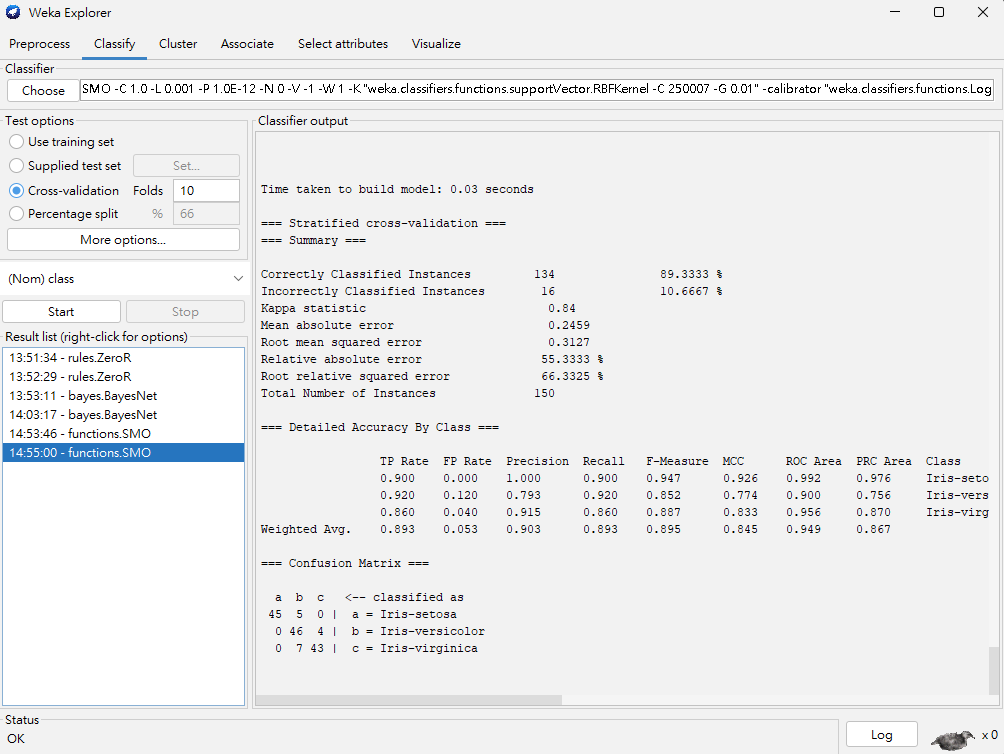 Weka Explorer
Preprocess Classify Cluster Associate Select attributes Visualize
Classifier
Choose SMO -C 1.0 -L 0.001 -P 1.0E-12 -N 0 -V -1 -W 1 -K "weka.classifiers.functions.supportVector.RBFKernel -C 250007 -G 0.01" -calibrator "weka.classifiers.functions.Log
Test options
Use training set
Supplied test set Set...
Cross-validation Folds 10
Percentage split % 66
More options...
(Nom) class
Start Stop
Result list (right-click for options)
13:51:34 - rules.ZeroR
13:52:29 - rules.ZeroR
13:53:11 - bayes.BayesNet
14:03:17 - bayes.BayesNet
14:53:46 - functions.SMO
14:55:00 - functions.SMO
Classifier output
Time taken to build model: 0.03 seconds
=== Stratified cross-validation ===
=== Summary ===
Correctly Classified Instances 134 89.3333 %
Incorrectly Classified Instances 16 10.6667 %
Kappa statistic 0.84
Mean absolute error 0.2459
Root mean squared error 0.3127
Relative absolute error 55.3333 %
Root relative squared error 66.3325 %
Total Number of Instances 150
=== Detailed Accuracy By Class ===
TP Rate FP Rate Precision Recall F-Measure MCC ROC Area PRC Area Class
0.900 0.000 1.000 0.900 0.947 0.926 0.992 0.976 Iris-seto
0.920 0.120 0.793 0.920 0.852 0.774 0.900 0.756 Iris-vers
0.860 0.040 0.915 0.860 0.887 0.833 0.956 0.870 Iris-virg
Weighted Avg. 0.893 0.053 0.903 0.893 0.895 0.845 0.949 0.867
=== Confusion Matrix ===
a b c <-- classified as
45 5 0 | a = Iris-setosa
0 46 4 | b = Iris-versicolor
0 7 43 | c = Iris-virginica
Status
OK
Log x 0